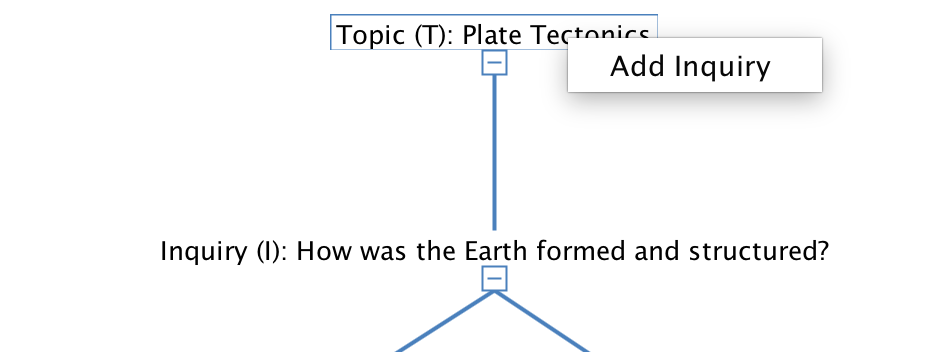 Topic (T): Plate Tectonics
Add Inquiry
Inquiry (I): How was the Earth formed and structured?